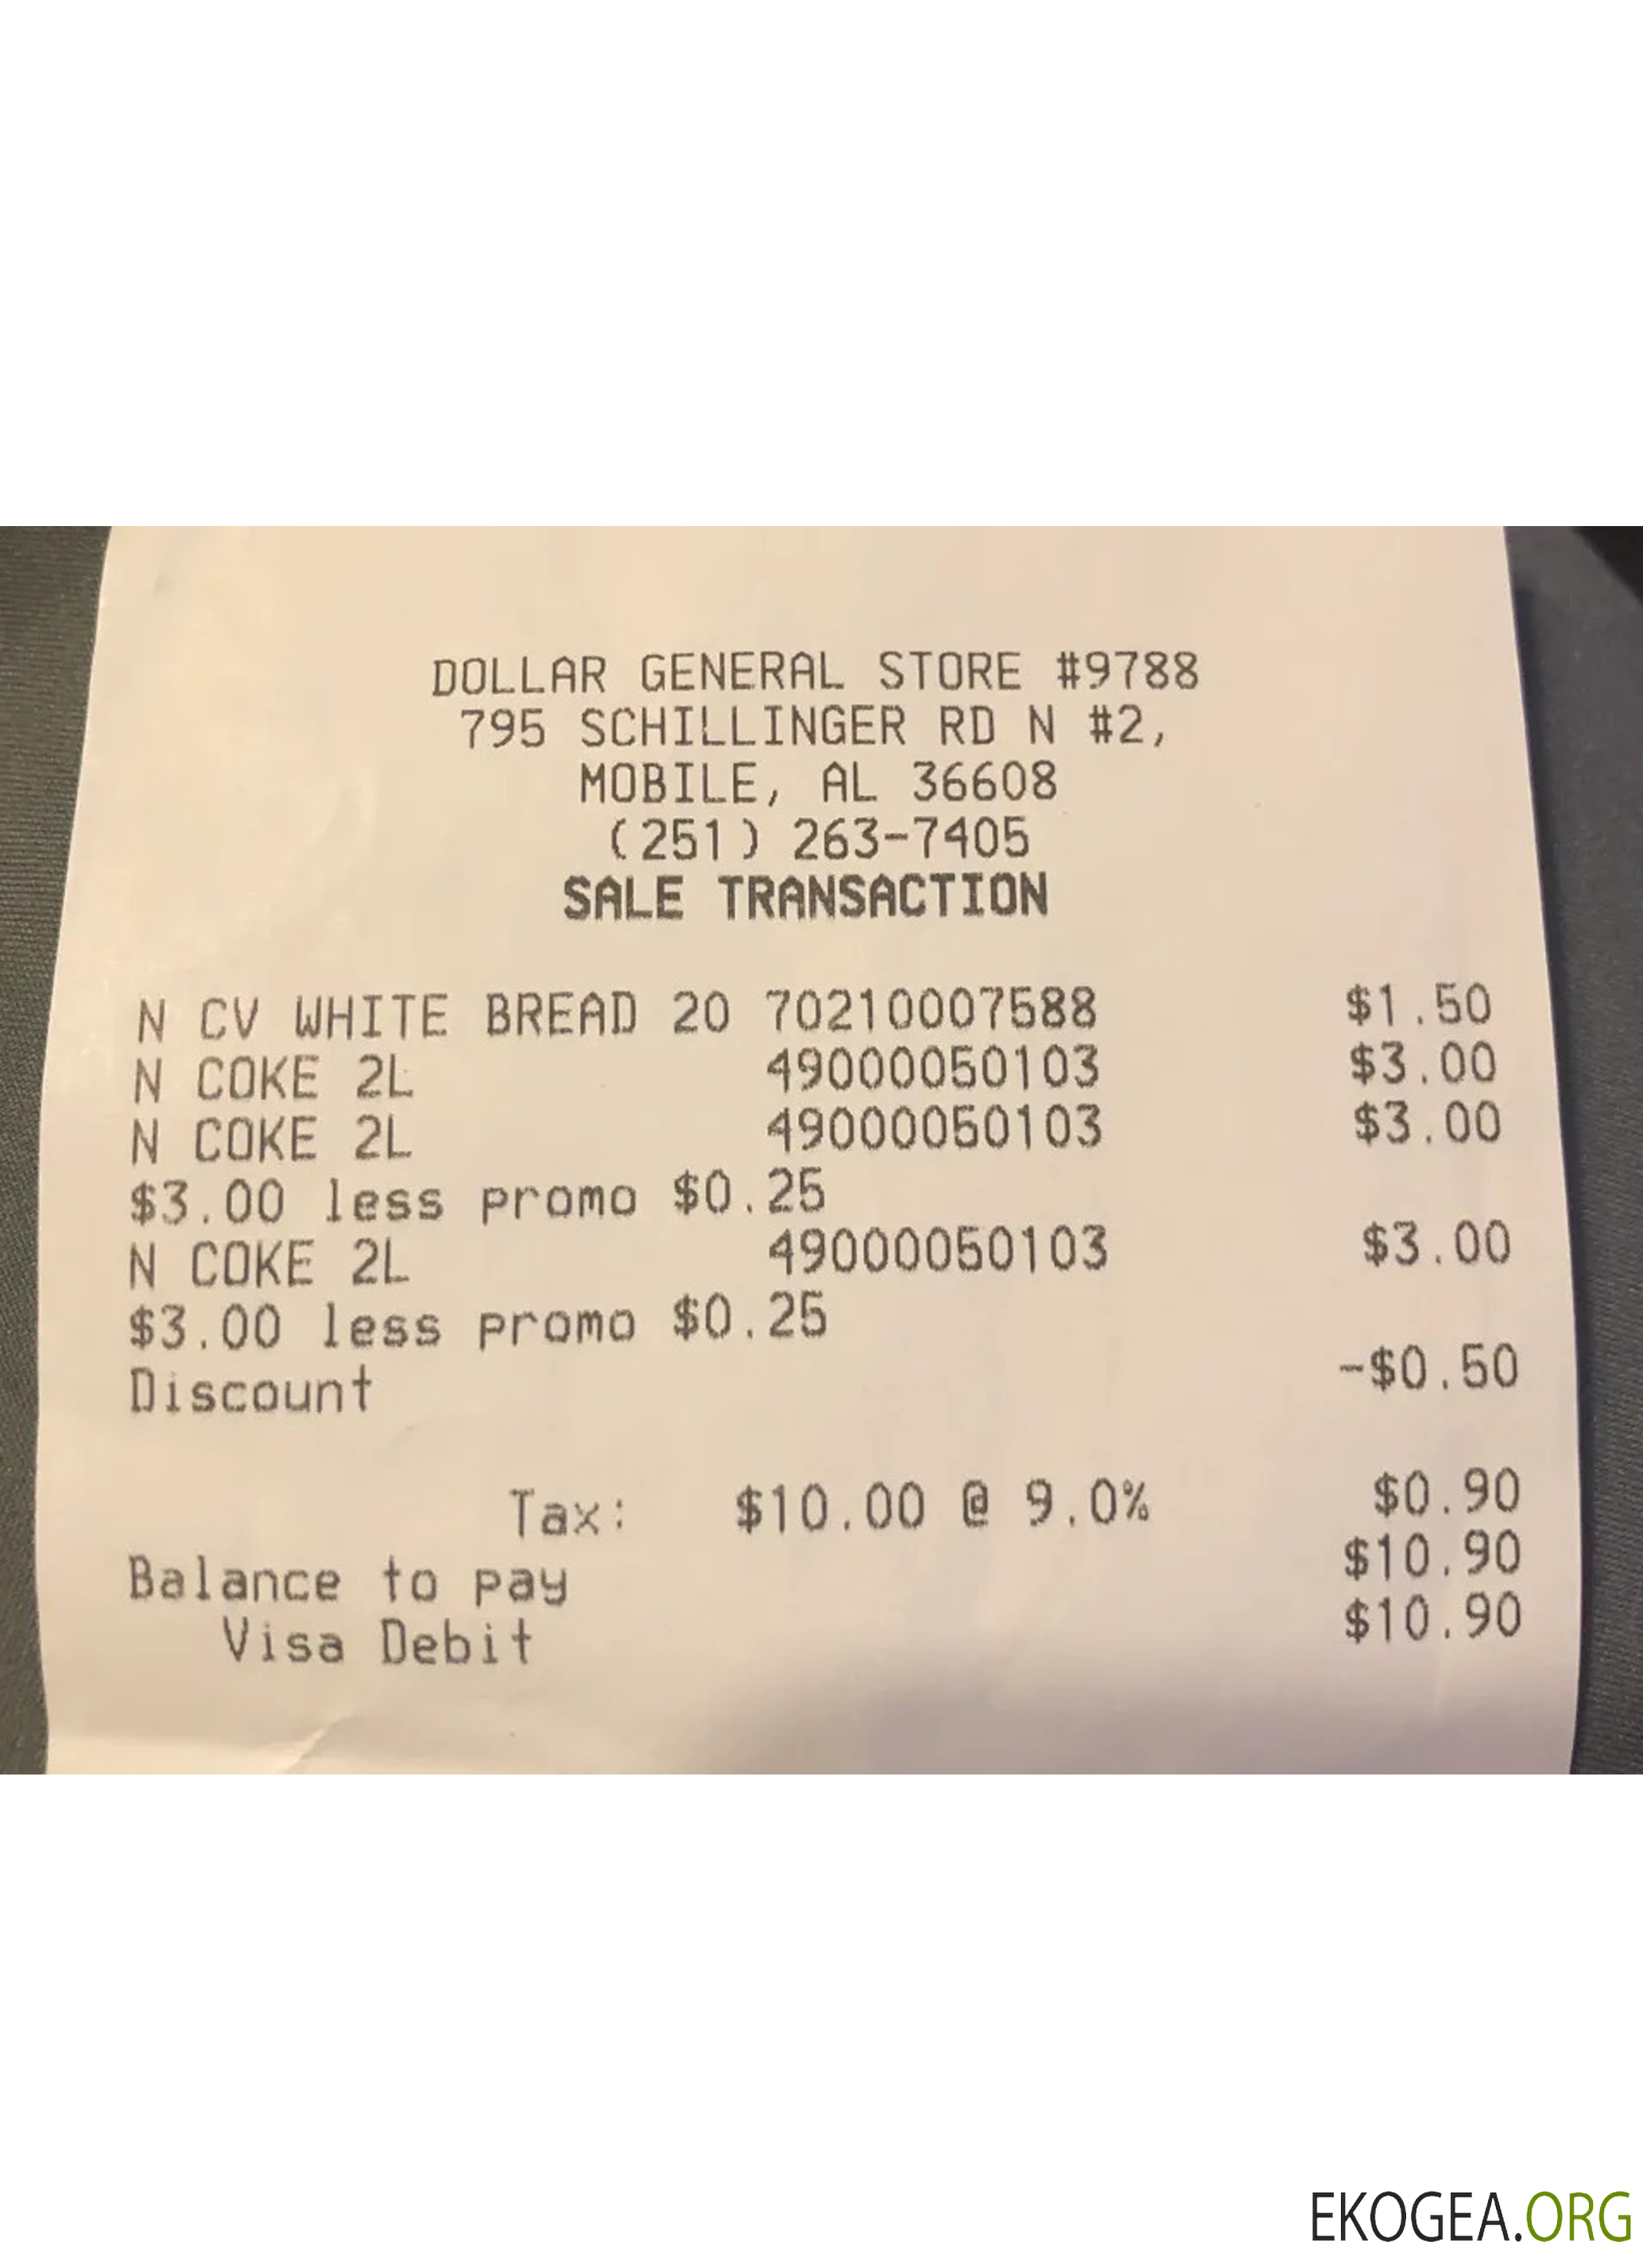 DOLLAR GENERAL STORE #9788
795 SCHILLINGER RD N #2,
MOBILE, AL 36608
(251) 263-7405
SALE TRANSACTION
N CV WHITE BREAD 20 70210007588 $1.50
N COKE 2L 49000050103 $3.00
N COKE 2L 49000050103 $3.00
$3.00 less promo $0.25
N COKE 2L 49000050103 $3.00
$3.00 less promo $0.25
Discount -$0.50
Tax: $10.00 @ 9.0% $0.90
Balance to pay $10.90
Visa Debit $10.90
EKOGEA.ORG